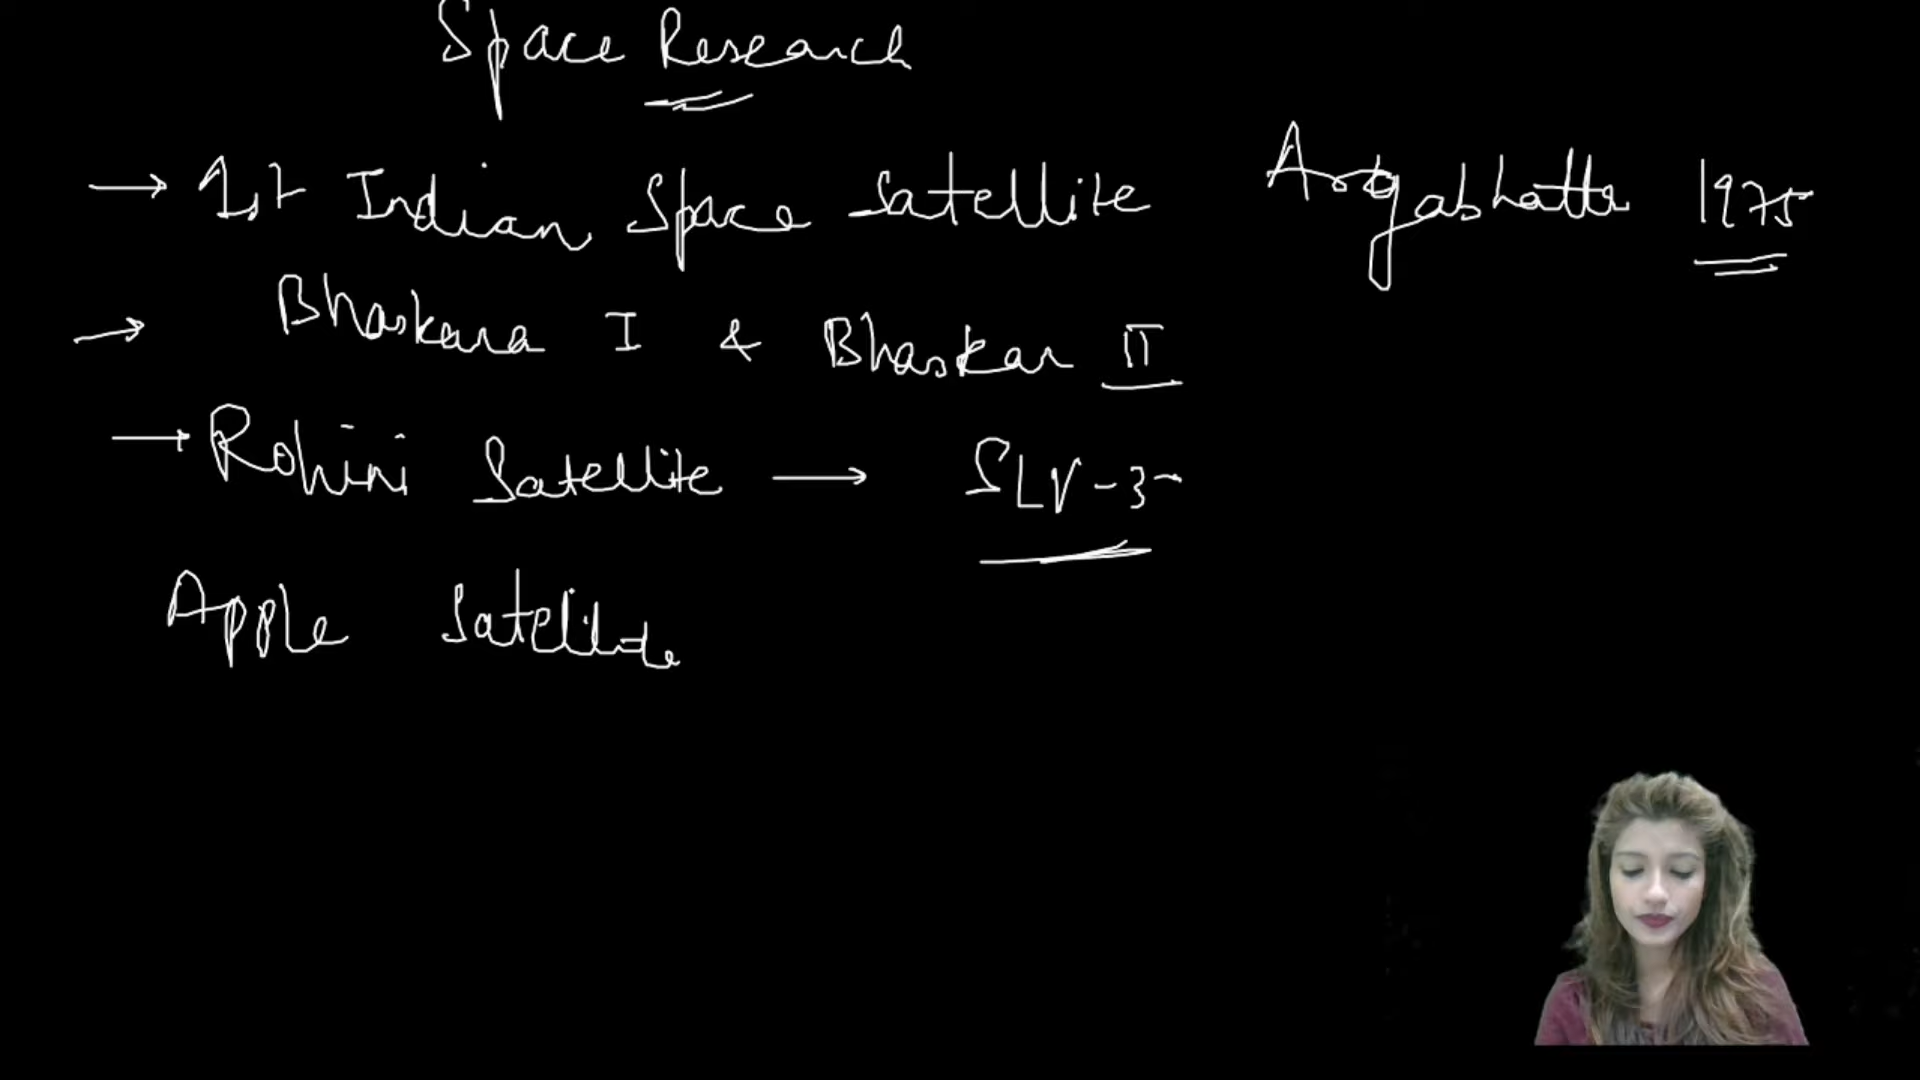 Space Research
→ 1st Indian Space Satellite Aryabhatta 1975
→ Bhaskara I & Bhaskar II
→ Rohini Satellite → SLV-3
Apple Satellite